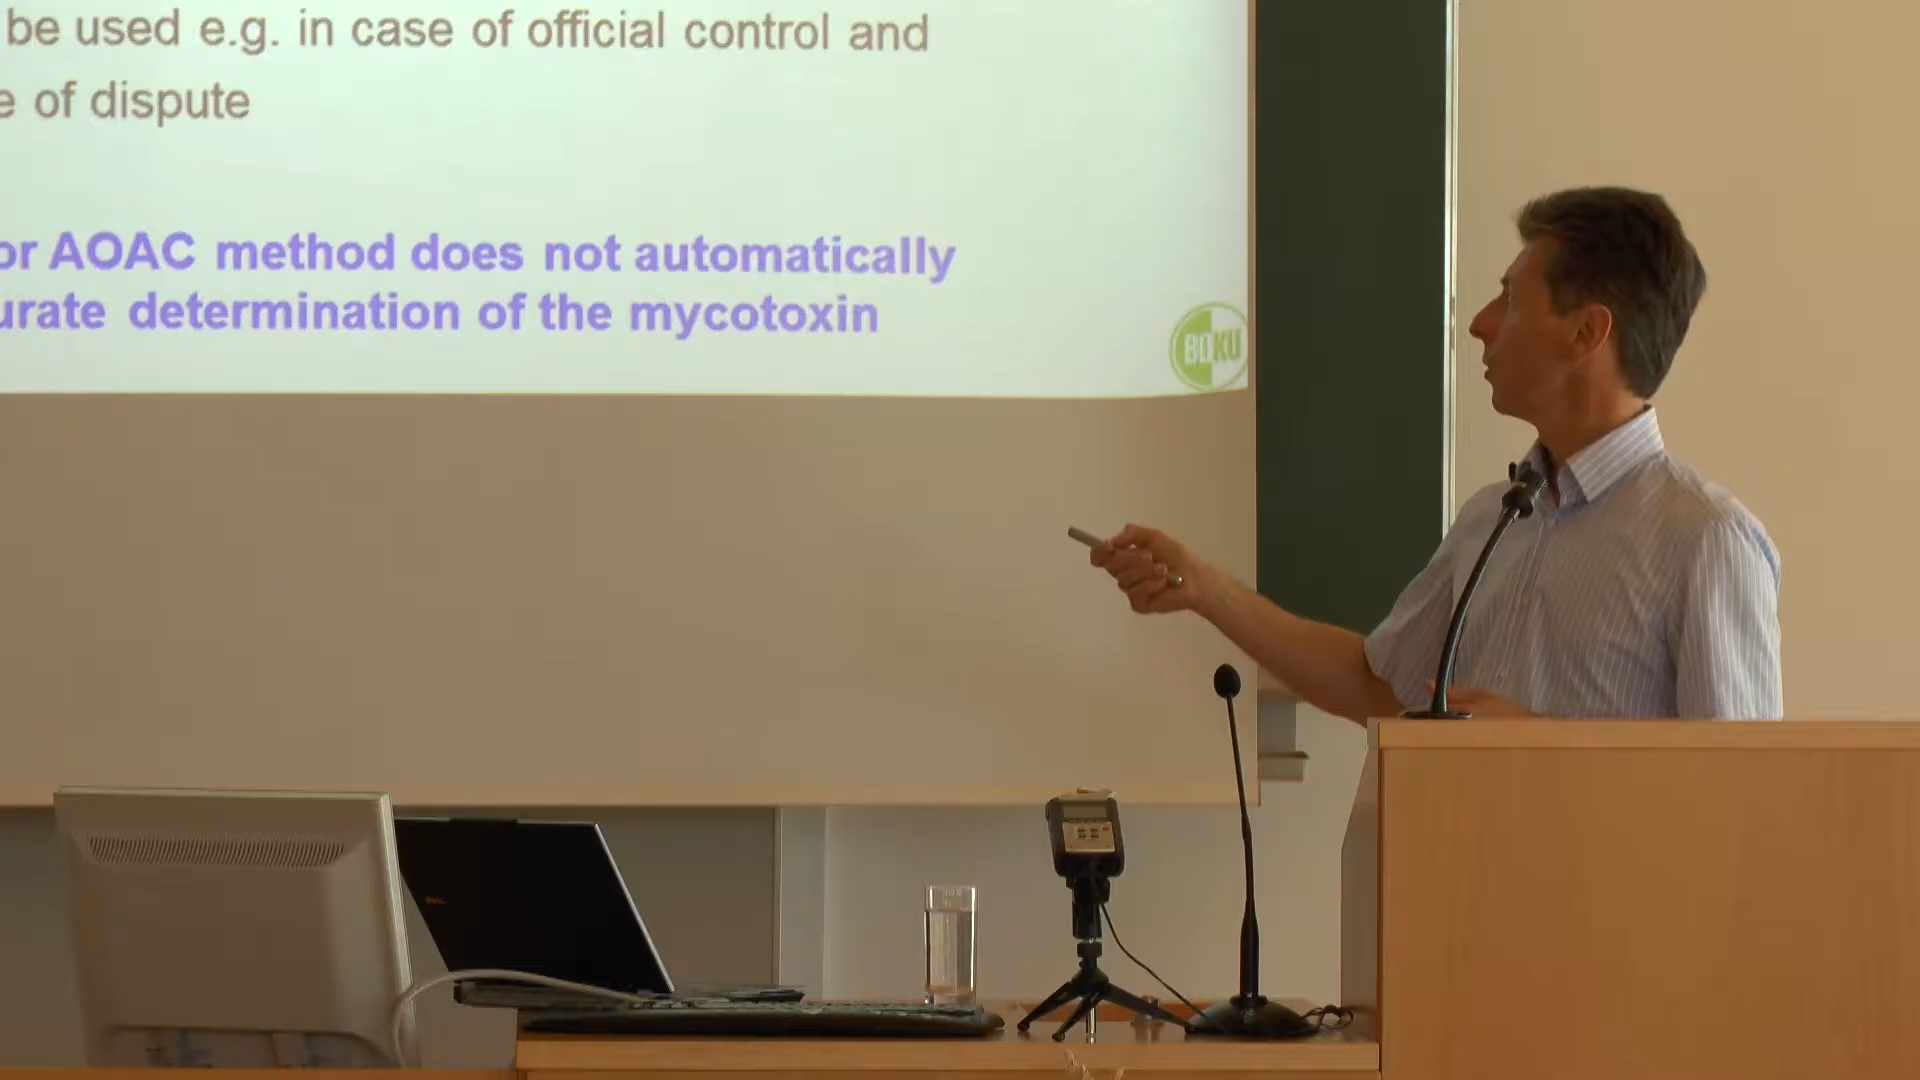 be used e.g. in case of official control and
e of dispute
or AOAC method does not automatically
urate determination of the mycotoxin
BOKU